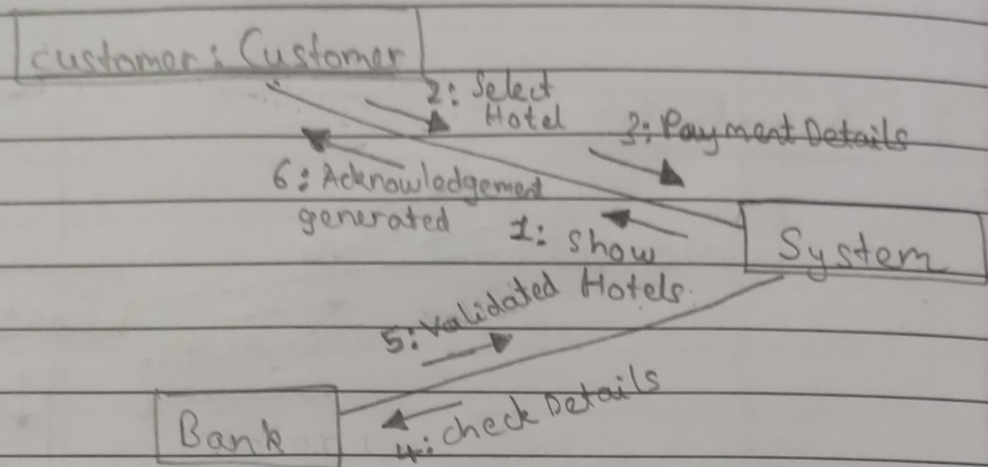 customer: Customer
2: Select
Hotel
3: Payment Details
6: Acknowledgement
generated
1: Show
Hotels
System
5: Validated
4: check Details
Bank